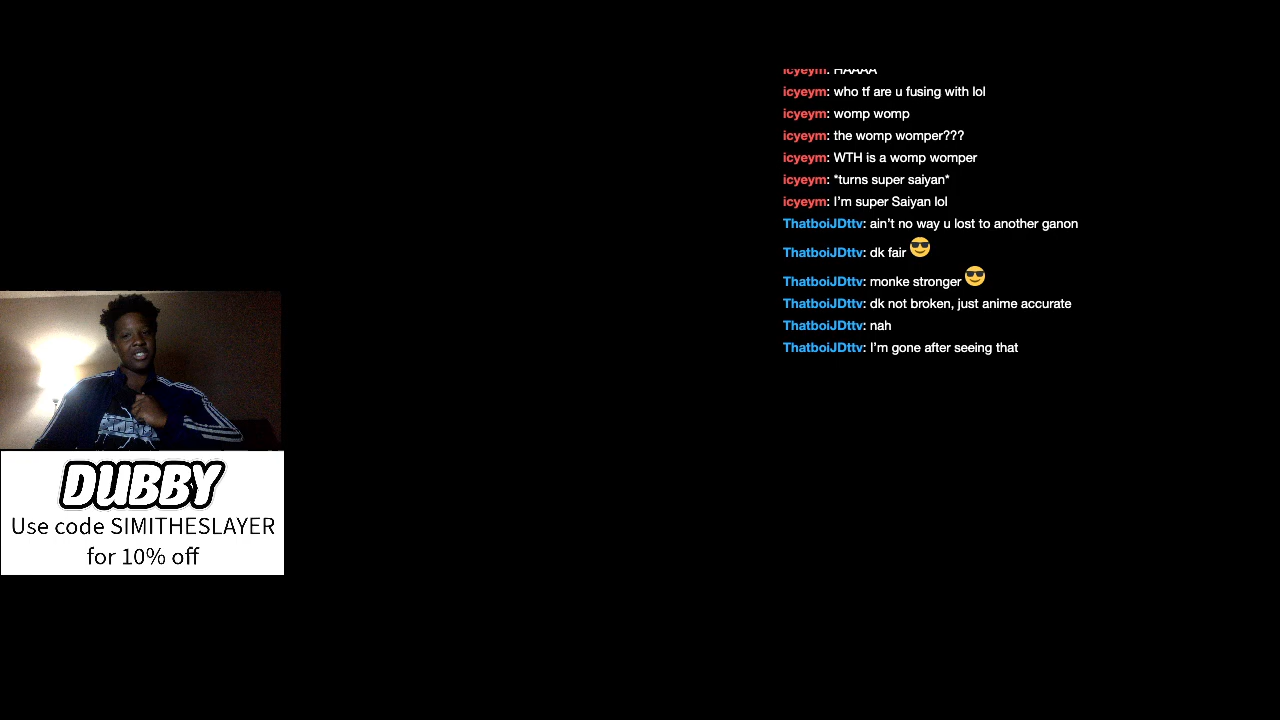 icyeym: HAAAA
icyeym: who tf are u fusing with lol
icyeym: womp womp
icyeym: the womp womper???
icyeym: WTH is a womp womper
icyeym: *turns super saiyan*
icyeym: I’m super Saiyan lol
ThatboiJDttv: ain’t no way u lost to another ganon
ThatboiJDttv: dk fair 😎
ThatboiJDttv: monke stronger 😎
ThatboiJDttv: dk not broken, just anime accurate
ThatboiJDttv: nah
ThatboiJDttv: I’m gone after seeing that
DUBBY
Use code SIMITHESLAYER
for 10% off